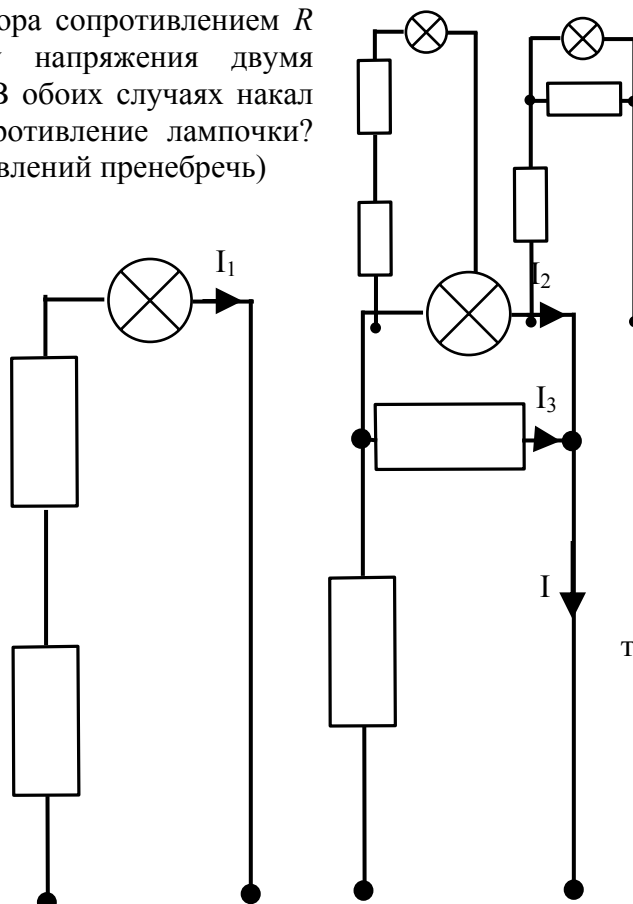 ора сопротивлением R
напряжения двумя
В обоих случаях накал
ротивление лампочки?
влений пренебречь)
I₁
I₂
I₃
I